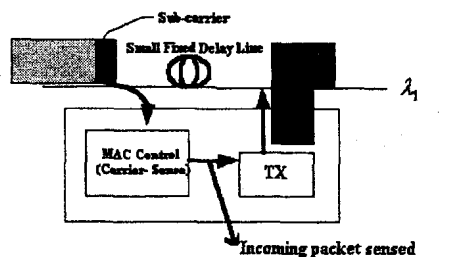 Sub-carrier
Small Fixed Delay Line
λ1
MAC Control
(Carrier- Sense)
TX
Incoming packet sensed